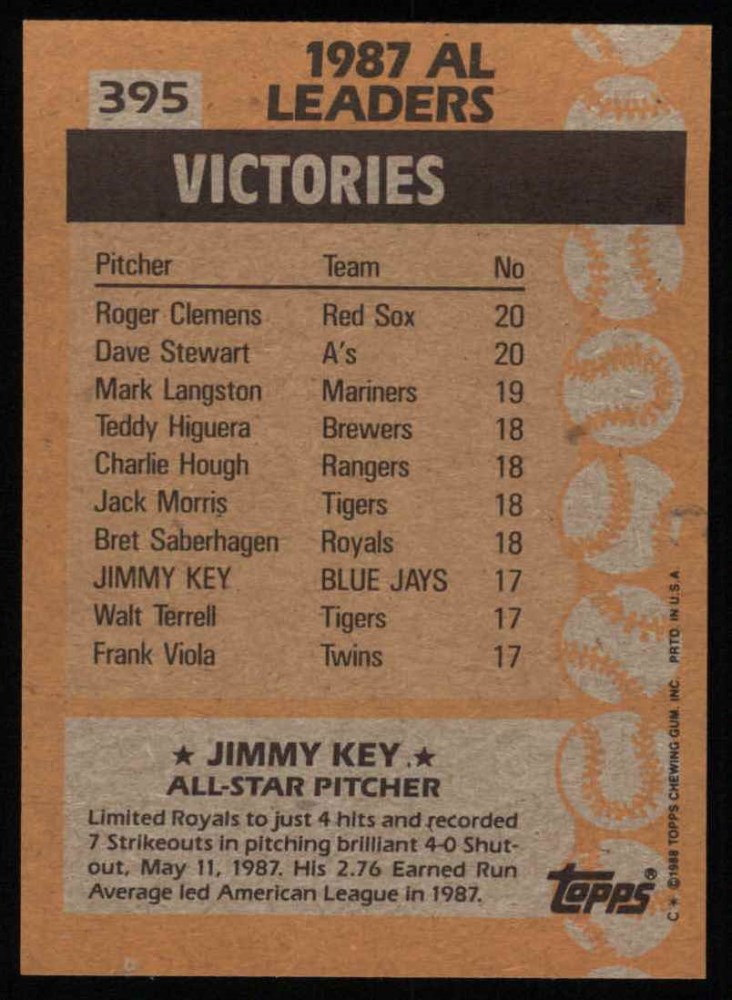 395
1987 AL
LEADERS
VICTORIES
Pitcher Team No
Roger Clemens Red Sox 20
Dave Stewart A's 20
Mark Langston Mariners 19
Teddy Higuera Brewers 18
Charlie Hough Rangers 18
Jack Morris Tigers 18
Bret Saberhagen Royals 18
JIMMY KEY BLUE JAYS 17
Walt Terrell Tigers 17
Frank Viola Twins 17
★ JIMMY KEY ★
ALL-STAR PITCHER
Limited Royals to just 4 hits and recorded
7 Strikeouts in pitching brilliant 4-0 Shut-
out, May 11, 1987. His 2.76 Earned Run
Average led American League in 1987.
topps®
C* ©1988 TOPPS CHEWING GUM, INC. PRTD. IN U.S.A.